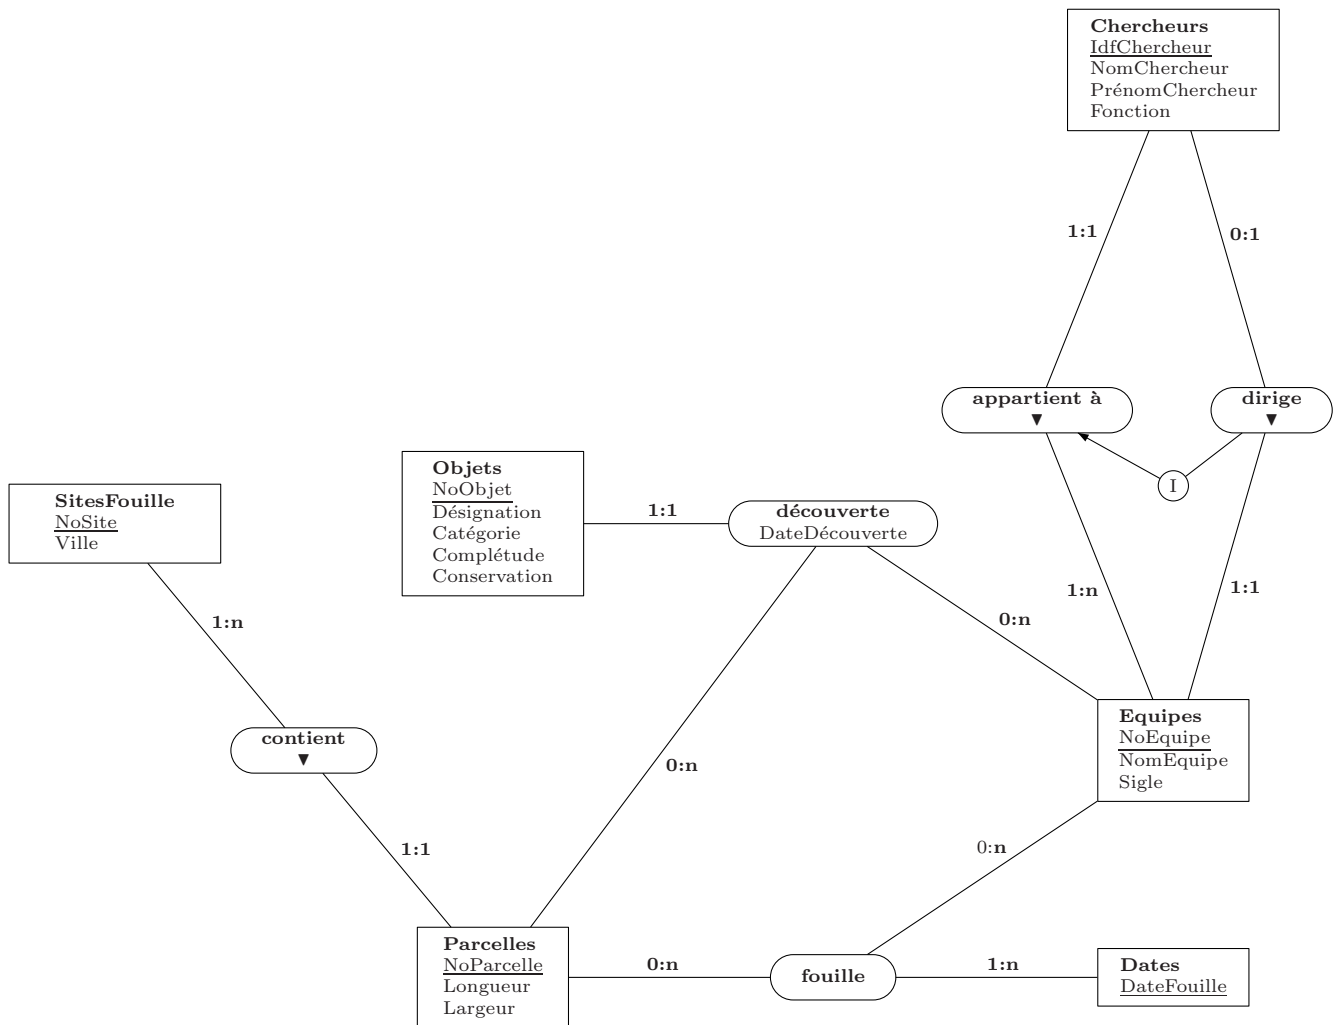 Chercheurs
IdfChercheur
NomChercheur
PrénomChercheur
Fonction
1:1
0:1
appartient à
▼
dirige
▼
I
Objets
NoObjet
Désignation
Catégorie
Complétude
Conservation
1:1
découverte
DateDécouverte
SitesFouille
NoSite
Ville
1:n
1:n
1:1
0:n
contient
▼
Equipes
NoEquipe
NomEquipe
Sigle
0:n
1:1
0:n
Parcelles
NoParcelle
Longueur
Largeur
0:n
fouille
1:n
Dates
DateFouille